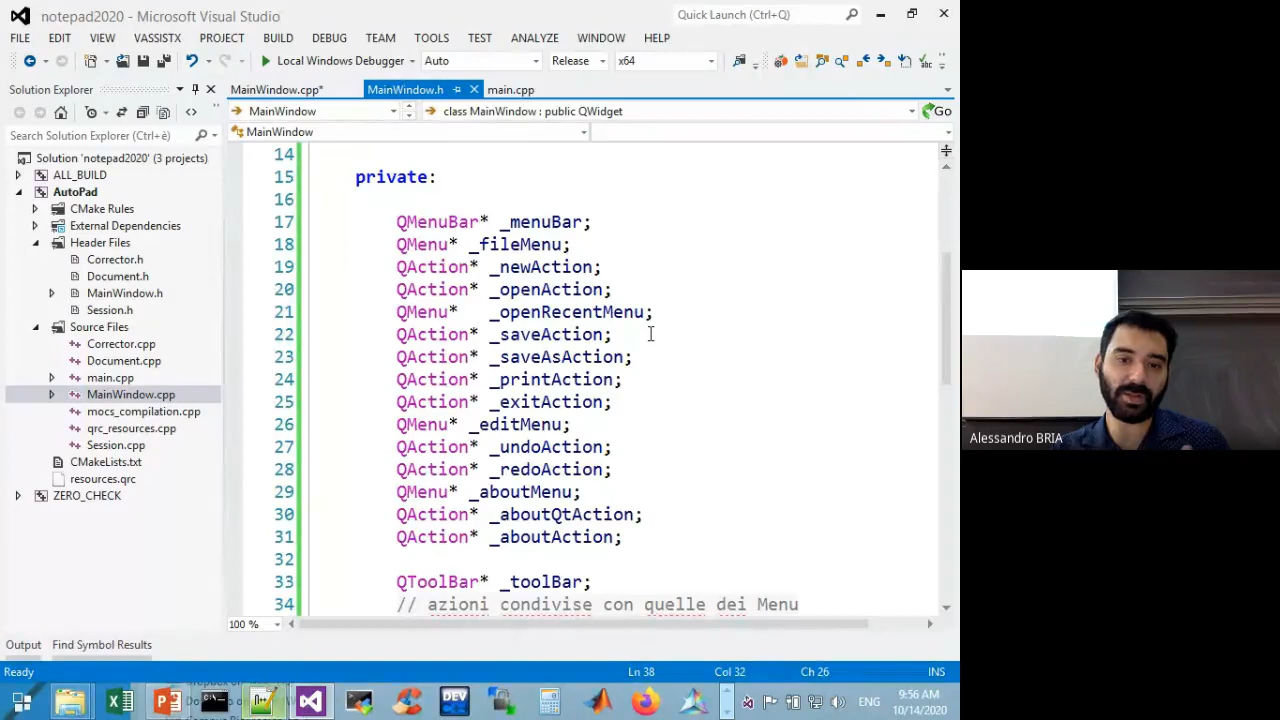 notepad2020 - Microsoft Visual Studio
Quick Launch (Ctrl+Q)
FILE EDIT VIEW VASSISTX PROJECT BUILD DEBUG TEAM TOOLS TEST ANALYZE WINDOW HELP
Local Windows Debugger Auto Release x64
Solution Explorer
MainWindow.cpp* MainWindow.h main.cpp
MainWindow class MainWindow : public QWidget Go
Search Solution Explorer (Ctrl+è)
MainWindow
Solution 'notepad2020' (3 projects)
ALL_BUILD
AutoPad
CMake Rules
External Dependencies
Header Files
Corrector.h
Document.h
MainWindow.h
Session.h
Source Files
Corrector.cpp
Document.cpp
main.cpp
MainWindow.cpp
mocs_compilation.cpp
qrc_resources.cpp
Session.cpp
CMakeLists.txt
resources.qrc
ZERO_CHECK
14
15 private:
16
17 QMenuBar* _menuBar;
18 QMenu* _fileMenu;
19 QAction* _newAction;
20 QAction* _openAction;
21 QMenu* _openRecentMenu;
22 QAction* _saveAction;
23 QAction* _saveAsAction;
24 QAction* _printAction;
25 QAction* _exitAction;
26 QMenu* _editMenu;
27 QAction* _undoAction;
28 QAction* _redoAction;
29 QMenu* _aboutMenu;
30 QAction* _aboutQtAction;
31 QAction* _aboutAction;
32
33 QToolBar* _toolBar;
34 // azioni condivise con quelle dei Menu
100 %
Output Find Symbol Results
Ready Ln 38 Col 32 Ch 26 INS
DEV
ENG
9:56 AM
10/14/2020
Alessandro BRIA